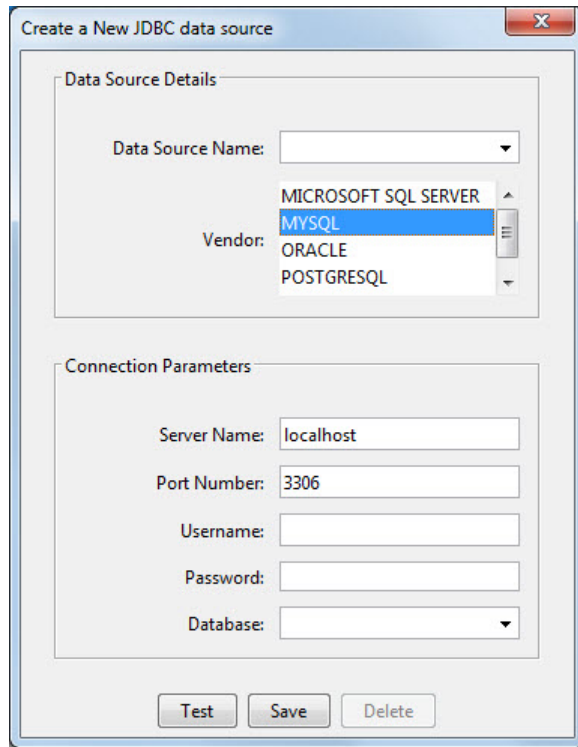 Create a New JDBC data source
Data Source Details
Data Source Name:
Vendor:
MICROSOFT SQL SERVER
MYSQL
ORACLE
POSTGRESQL
Connection Parameters
Server Name: localhost
Port Number: 3306
Username:
Password:
Database:
Test Save Delete